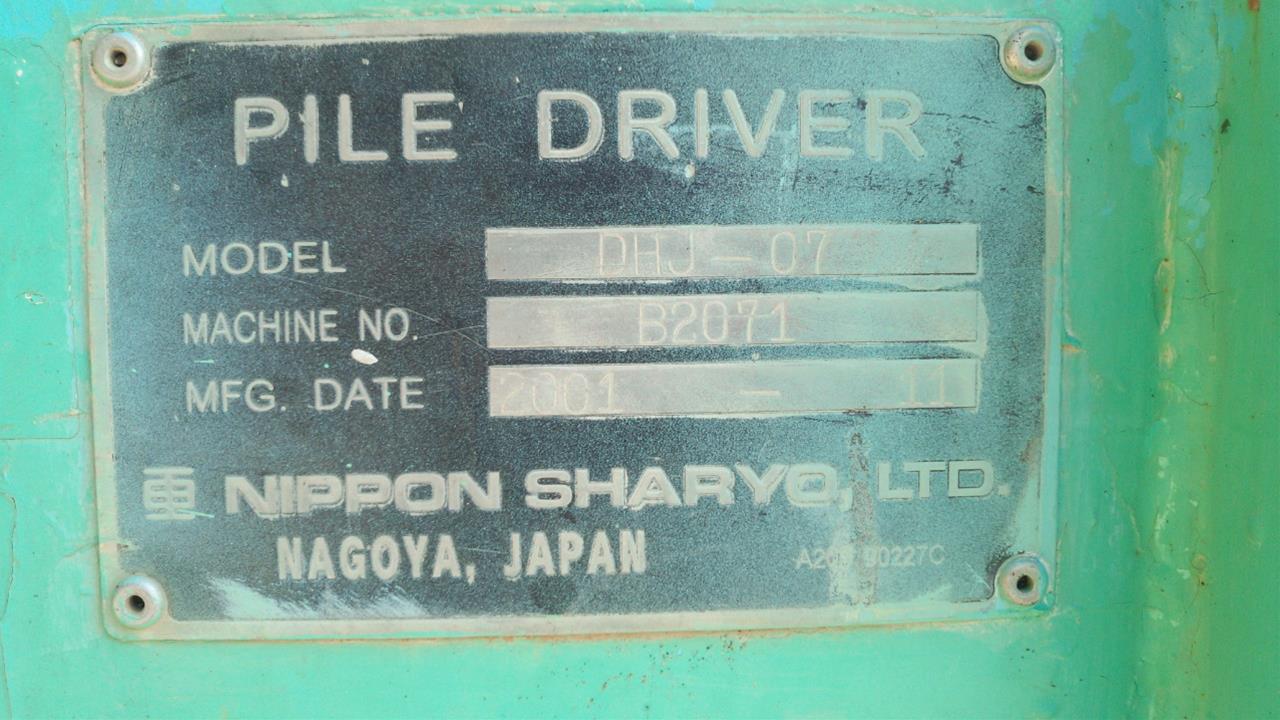 PILE DRIVER
MODEL DHJ-07
MACHINE NO. B2071
MFG. DATE 2001 - 11
NIPPON SHARYO, LTD.
NAGOYA, JAPAN